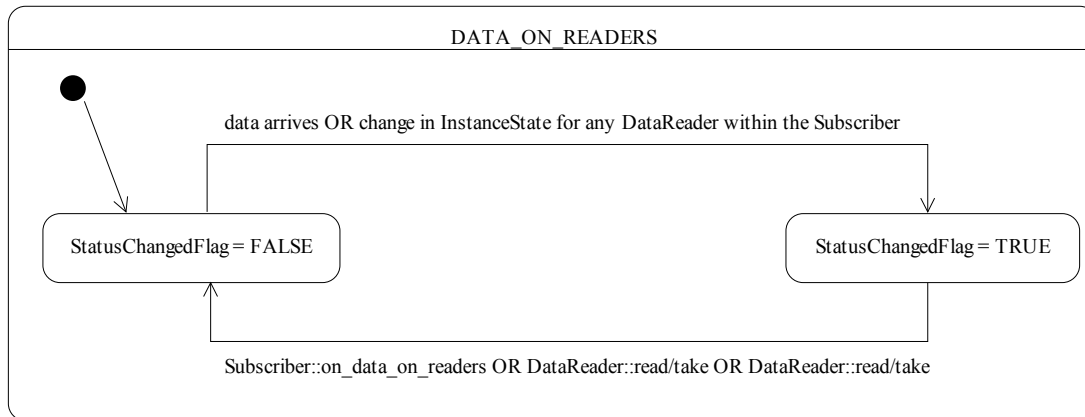 DATA_ON_READERS
data arrives OR change in InstanceState for any DataReader within the Subscriber
StatusChangedFlag = FALSE
StatusChangedFlag = TRUE
Subscriber::on_data_on_readers OR DataReader::read/take OR DataReader::read/take